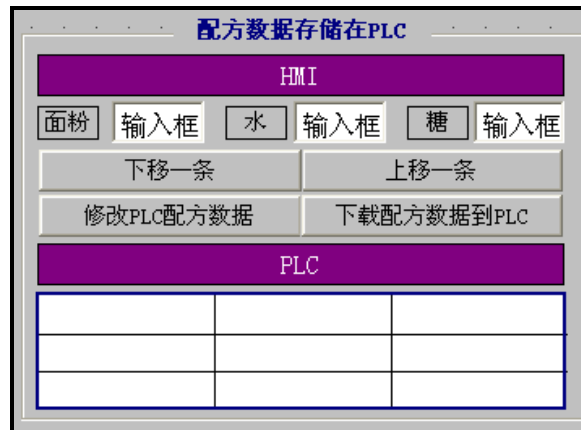 配方数据存储在PLC
HMI
面粉 输入框 水 输入框 糖 输入框
下移一条 上移一条
修改PLC配方数据 下载配方数据到PLC
PLC